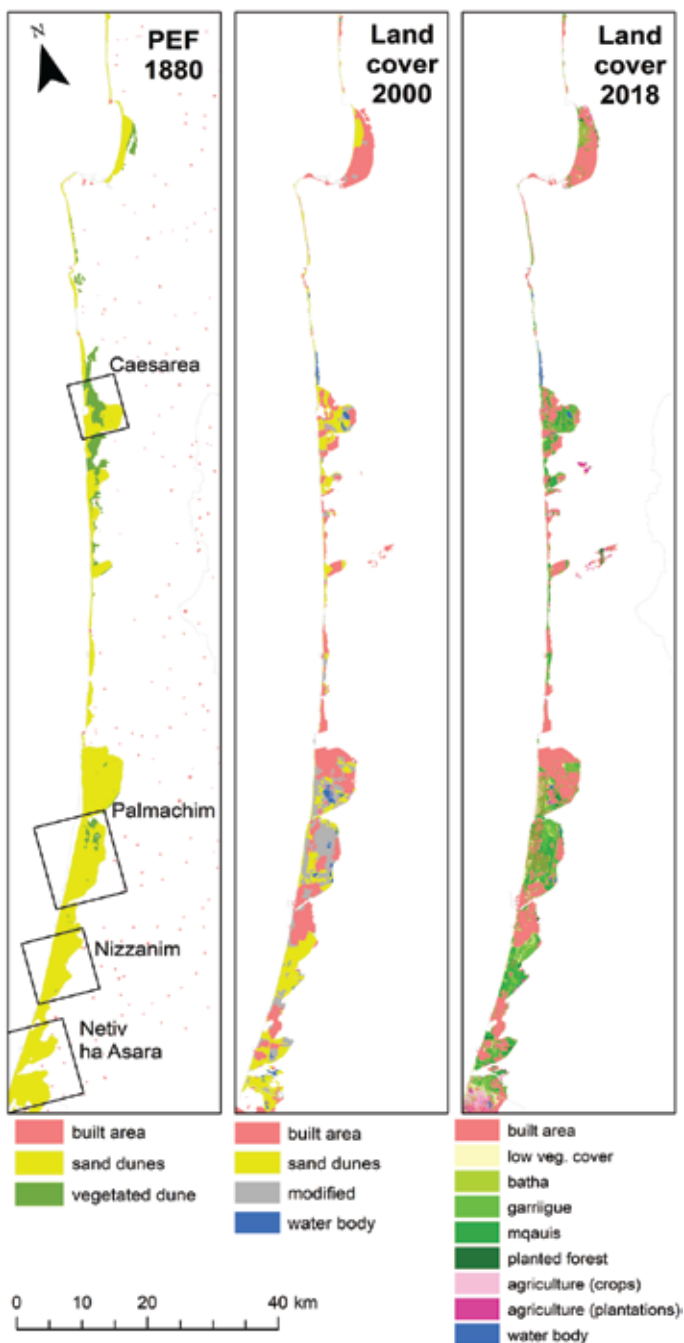 Z
PEF
1880
Land
cover
2000
Land
cover
2018
Caesarea
Palmachim
Nizzanim
Netiv
ha Asara
built area
sand dunes
vegetated dune
built area
sand dunes
modified
water body
built area
low veg. cover
batha
garriigue
mqauis
planted forest
agriculture (crops)
agriculture (plantations)
water body
0 10 20 40 km